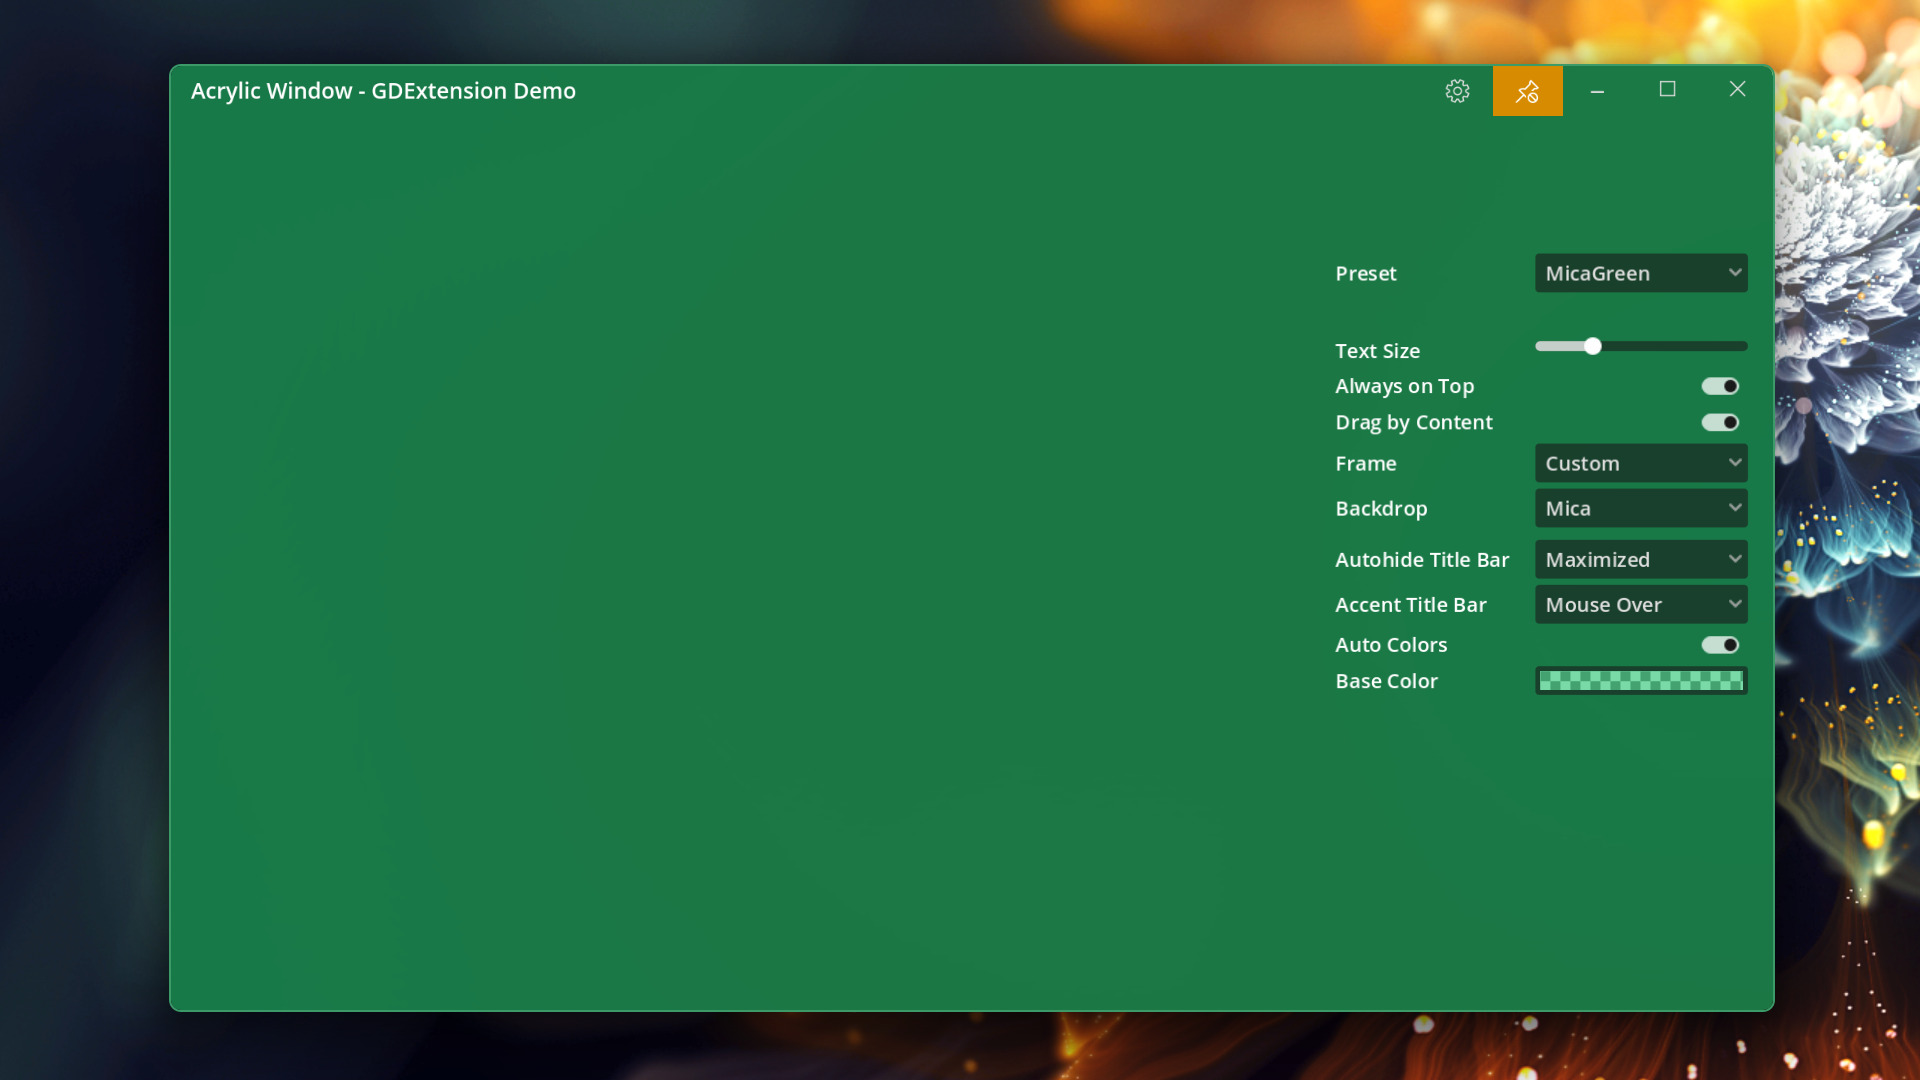 Acrylic Window - GDExtension Demo
Preset MicaGreen
Text Size
Always on Top
Drag by Content
Frame Custom
Backdrop Mica
Autohide Title Bar Maximized
Accent Title Bar Mouse Over
Auto Colors
Base Color